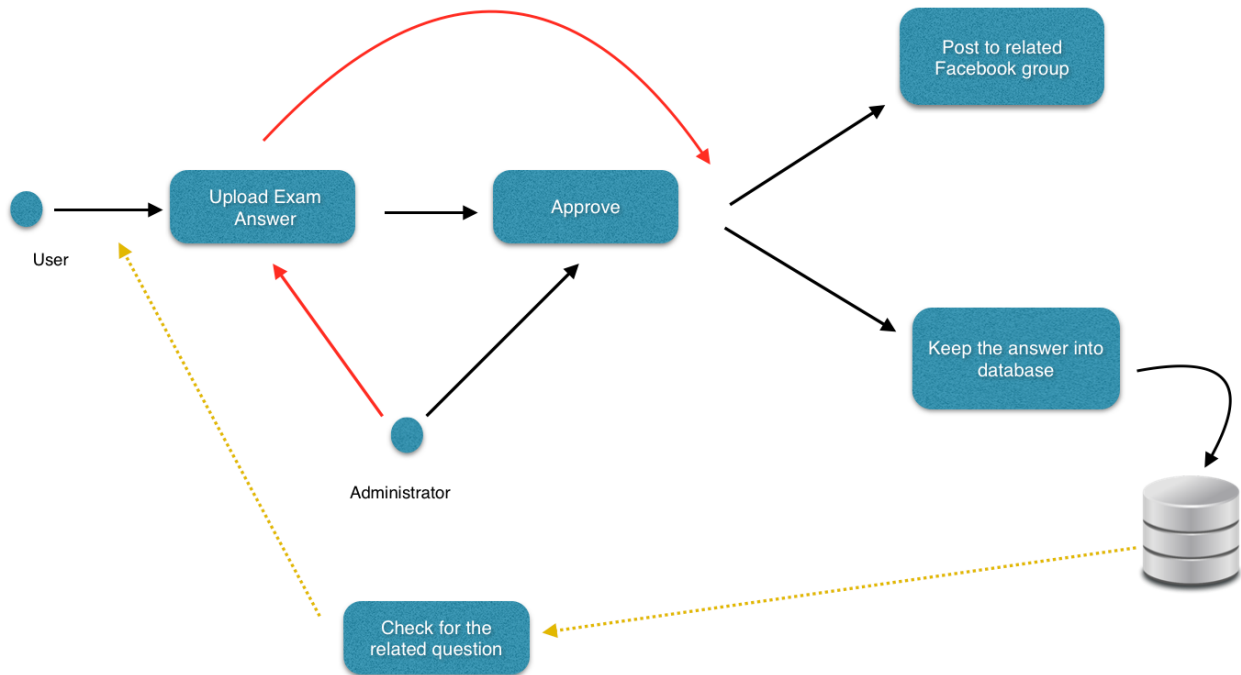 Post to related
Facebook group
Upload Exam
Answer
Approve
User
Keep the answer into
database
Administrator
Check for the
related question